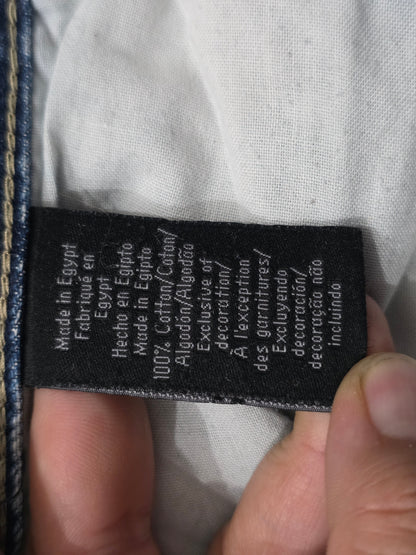 Made in Egypt
Fabriqué en
Egypt
Hecho en Egipto
Made in Egipto
100% Cotton/Coton/
Algodón/Algodão
Exclusive of
decoration/
À l'exception
des garnitures/
Excluyendo
decoración/
decoração não
incluindo